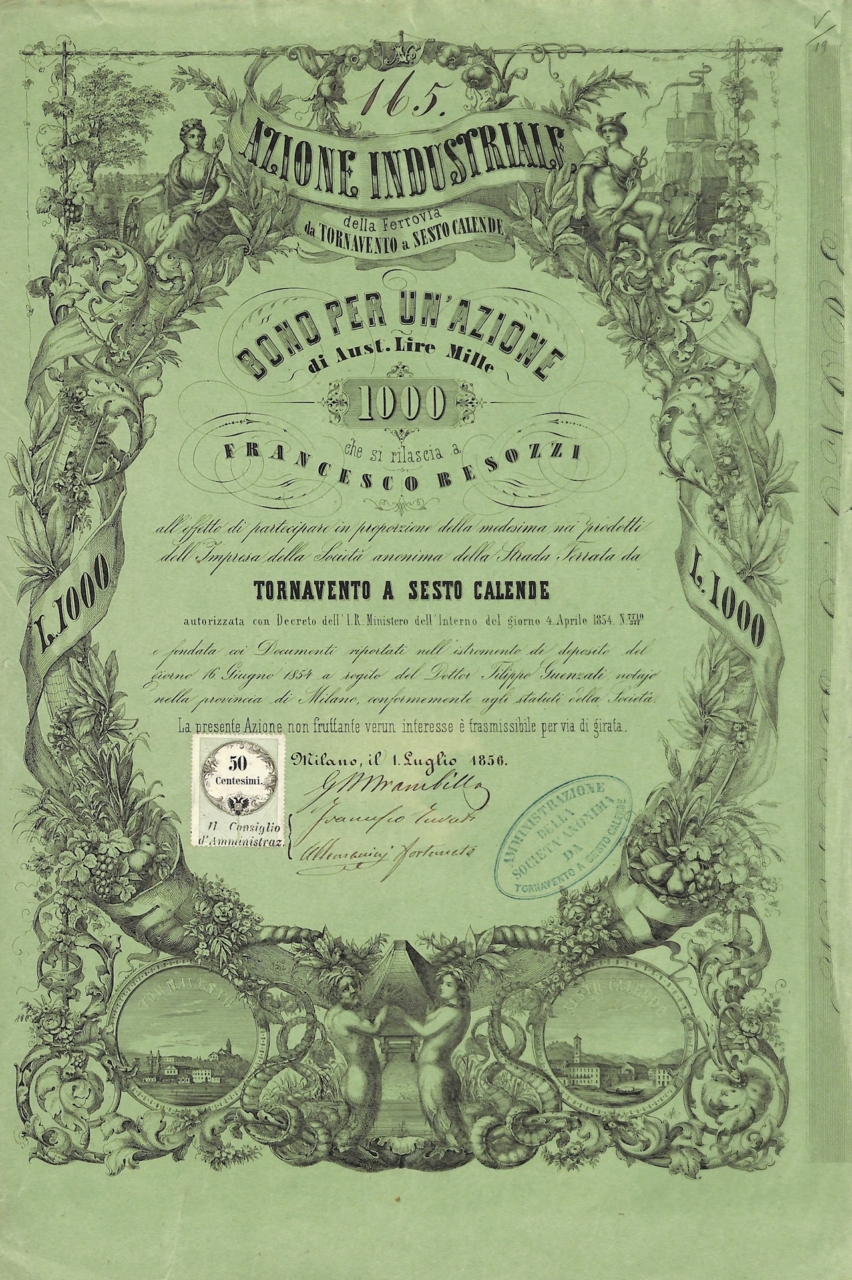 165.
AZIONE INDUSTRIALE,
della Ferrovia
da TORNAVENTO a SESTO CALENDE
BONO PER UN'AZIONE
di Aust. Lire Mille
1000
che si rilascia a
FRANCESCO BESOZZI
all'effetto di partecipare in proporzione della medesima nei prodotti
dell'Impresa della Società anonima della Strada Ferrata da
TORNAVENTO A SESTO CALENDE
autorizzata con Decreto dell'I. R. Ministero dell'Interno del giorno 4. Aprile 1854. N.
e fondata coi Documenti riportati nell'istromento di deposito del
giorno 16 Giugno 1854 a rogito del Dottor Filippo Guenzati notajo
nella provincia di Milano, conformemente agli statuti della Società.
La presente Azione non fruttante verun interesse è trasmissibile per via di girata.
L. 1000
L. 1000
Milano, il 1. Luglio 1856.
50
Centesimi.
Il Consiglio
d'Amministraz.
AMMINISTRAZIONE
DELLA
SOCIETÀ ANONIMA
DA
TORNAVENTO A SESTO CALENDE
TORNAVENTO
SESTO CALENDE